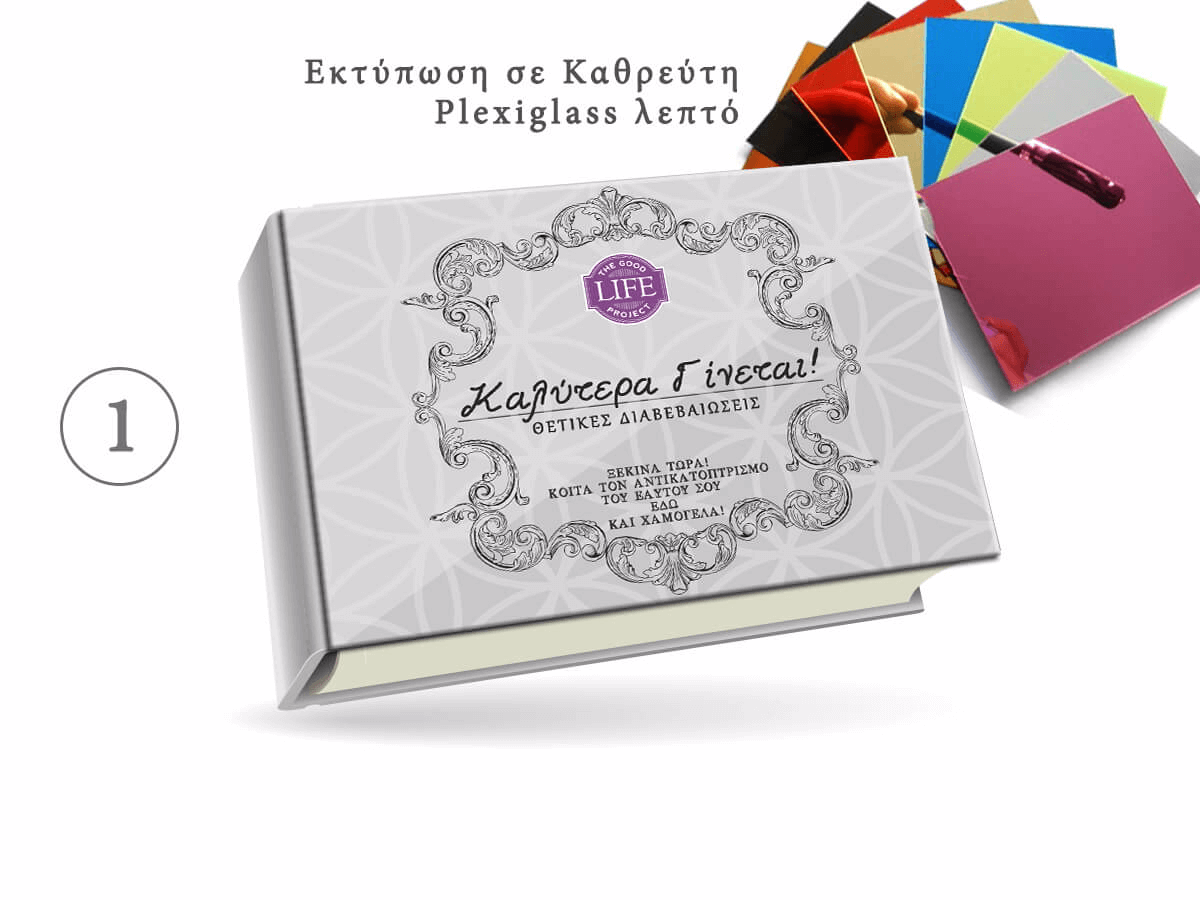 Εκτύπωση σε Καθρεύτη
Plexiglass λεπτό
THE GOOD
LIFE
PROJECT
Καλύτερα Γίνεται!
ΘΕΤΙΚΕΣ ΔΙΑΒΕΒΑΙΩΣΕΙΣ
ΞΕΚΙΝΑ ΤΩΡΑ!
ΚΟΙΤΑ ΤΟΝ ΑΝΤΙΚΑΤΟΠΤΡΙΣΜΟ
ΤΟΥ ΕΑΥΤΟΥ ΣΟΥ
ΕΔΩ
ΚΑΙ ΧΑΜΟΓΕΛΑ!
1